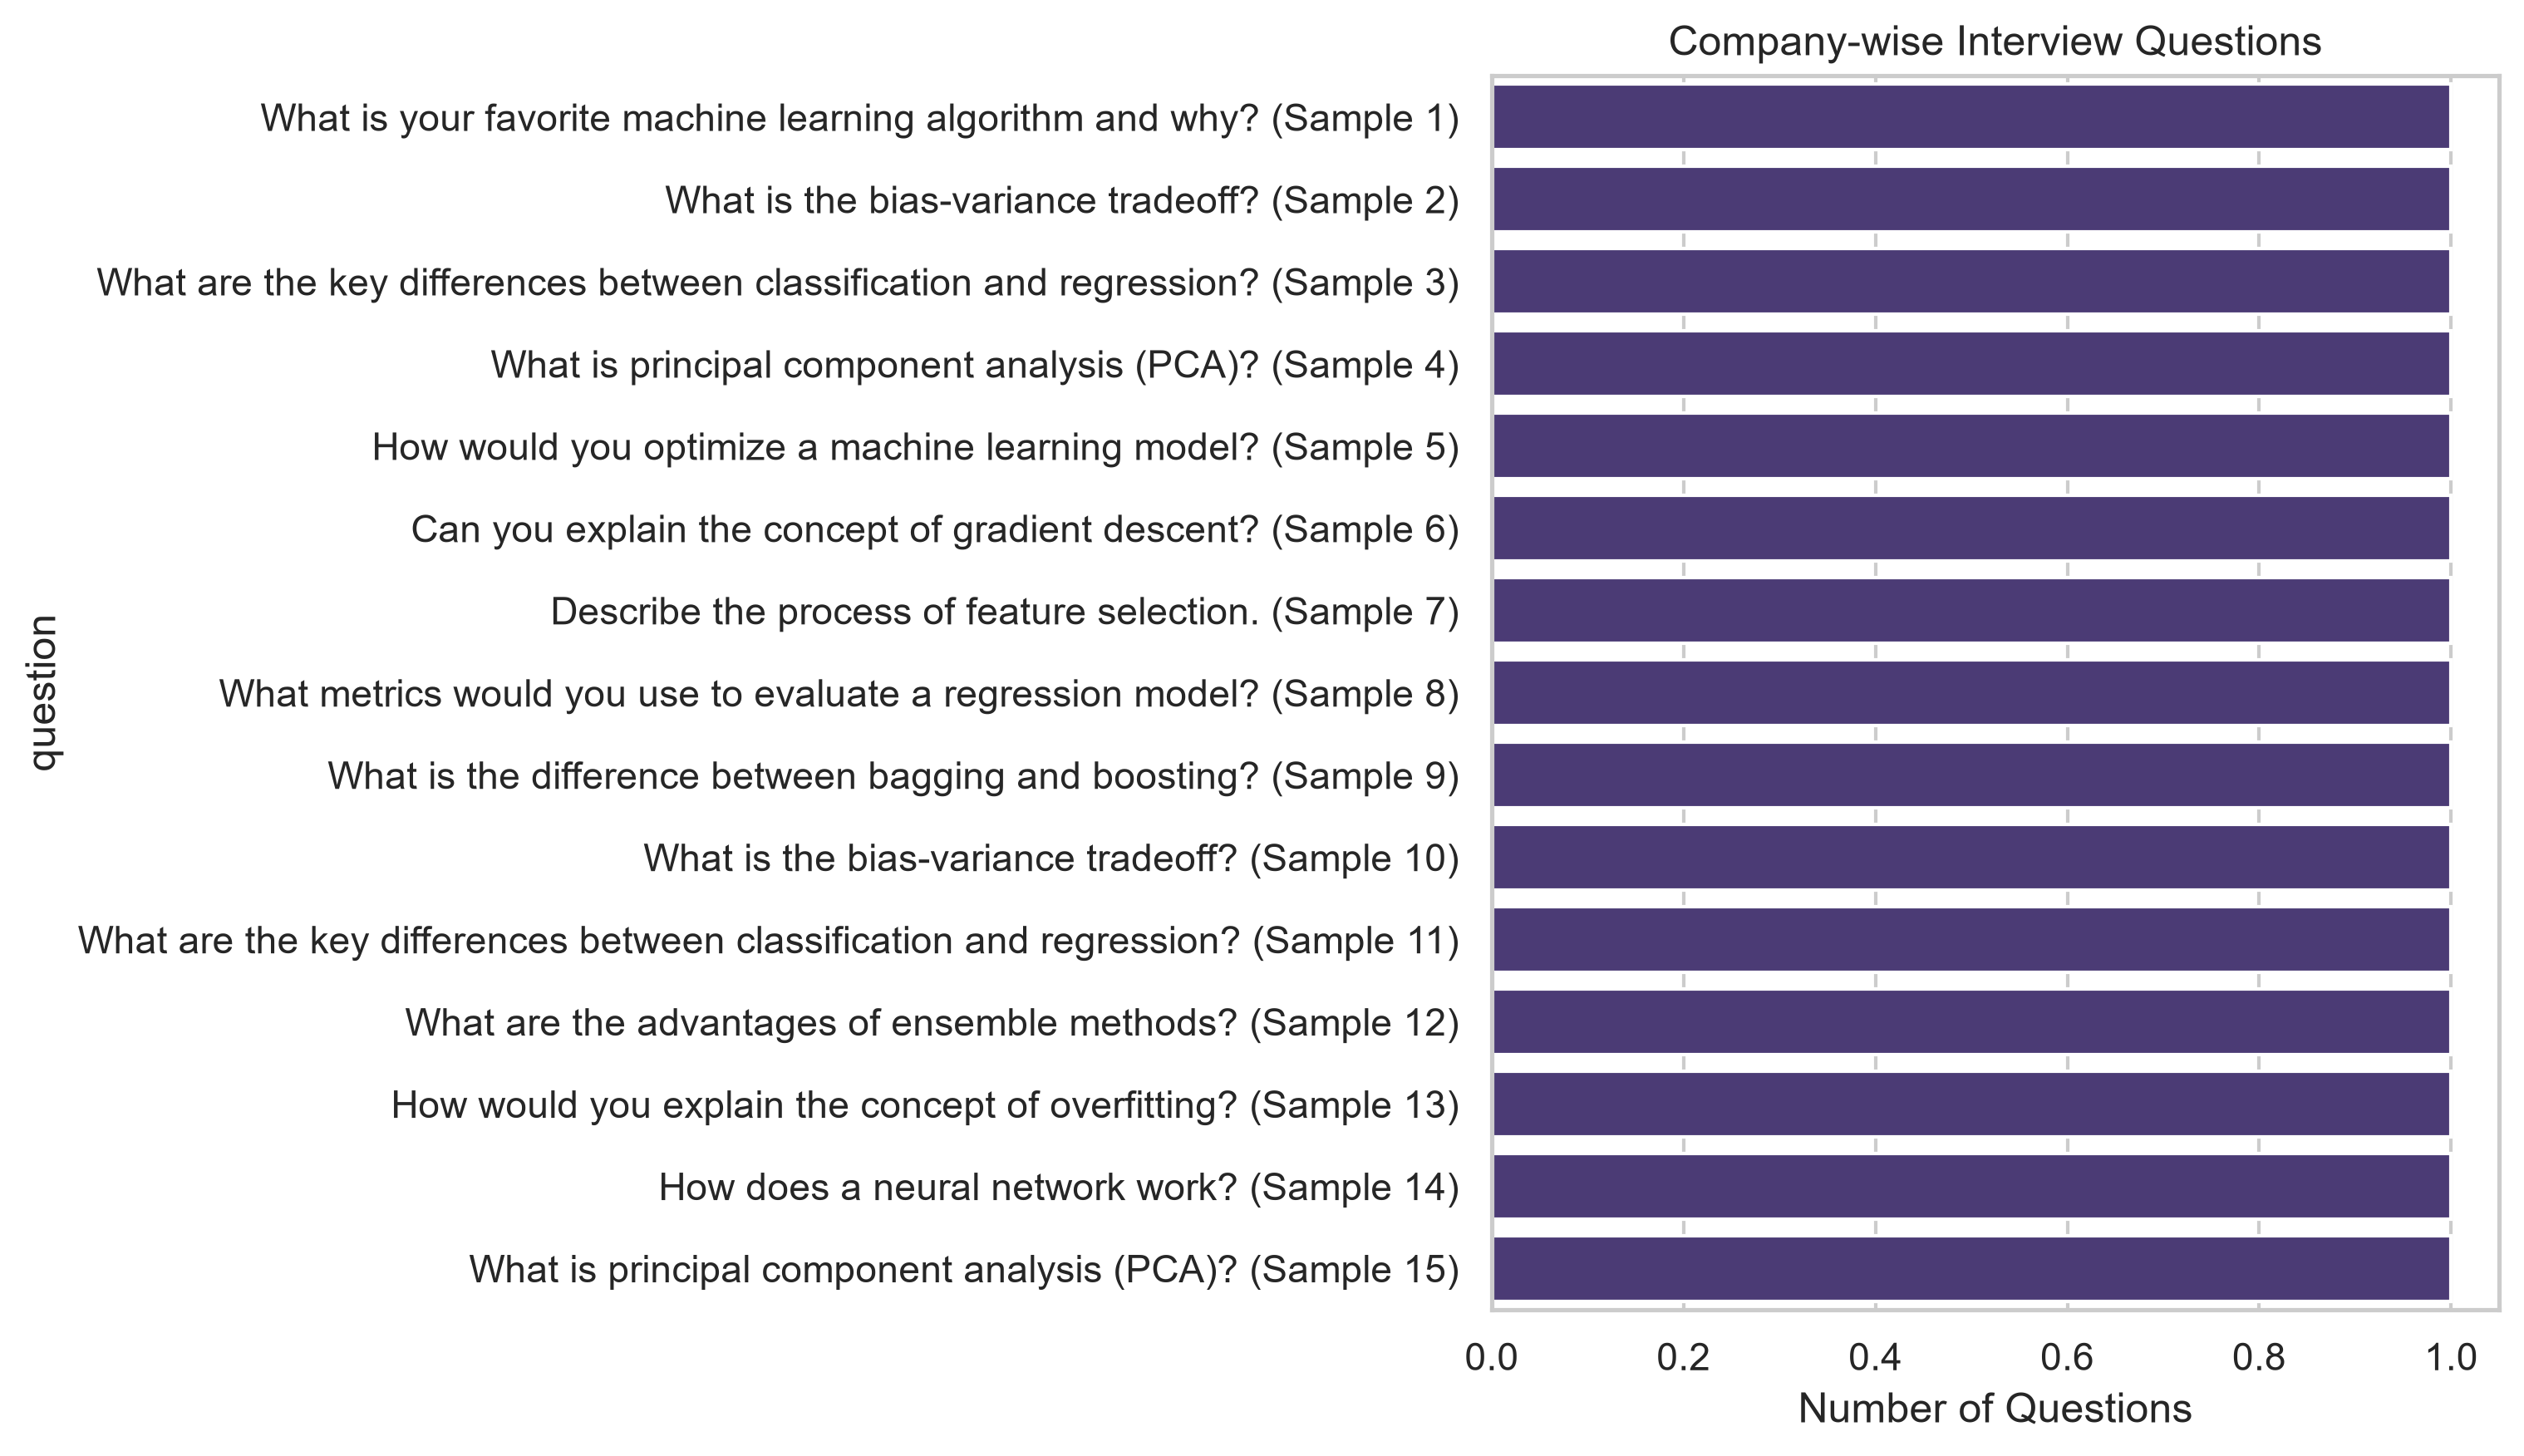 Company-wise Interview Questions
What is your favorite machine learning algorithm and why? (Sample 1)
What is the bias-variance tradeoff? (Sample 2)
What are the key differences between classification and regression? (Sample 3)
What is principal component analysis (PCA)? (Sample 4)
How would you optimize a machine learning model? (Sample 5)
Can you explain the concept of gradient descent? (Sample 6)
Describe the process of feature selection. (Sample 7)
What metrics would you use to evaluate a regression model? (Sample 8)
What is the difference between bagging and boosting? (Sample 9)
What is the bias-variance tradeoff? (Sample 10)
What are the key differences between classification and regression? (Sample 11)
What are the advantages of ensemble methods? (Sample 12)
How would you explain the concept of overfitting? (Sample 13)
How does a neural network work? (Sample 14)
What is principal component analysis (PCA)? (Sample 15)
question
0.0 0.2 0.4 0.6 0.8 1.0
Number of Questions